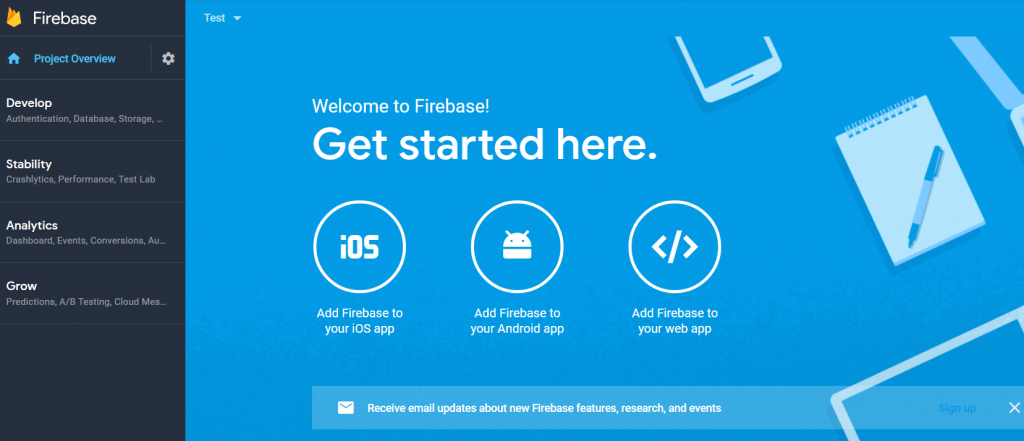 Firebase
Test
Project Overview
Develop
Authentication, Database, Storage, ...
Stability
Crashlytics, Performance, Test Lab
Analytics
Dashboard, Events, Conversions, Au...
Grow
Predictions, A/B Testing, Cloud Mes...
Welcome to Firebase!
Get started here.
iOS
Add Firebase to
your iOS app
Add Firebase to
your Android app
</>
Add Firebase to
your web app
Receive email updates about new Firebase features, research, and events
Sign up